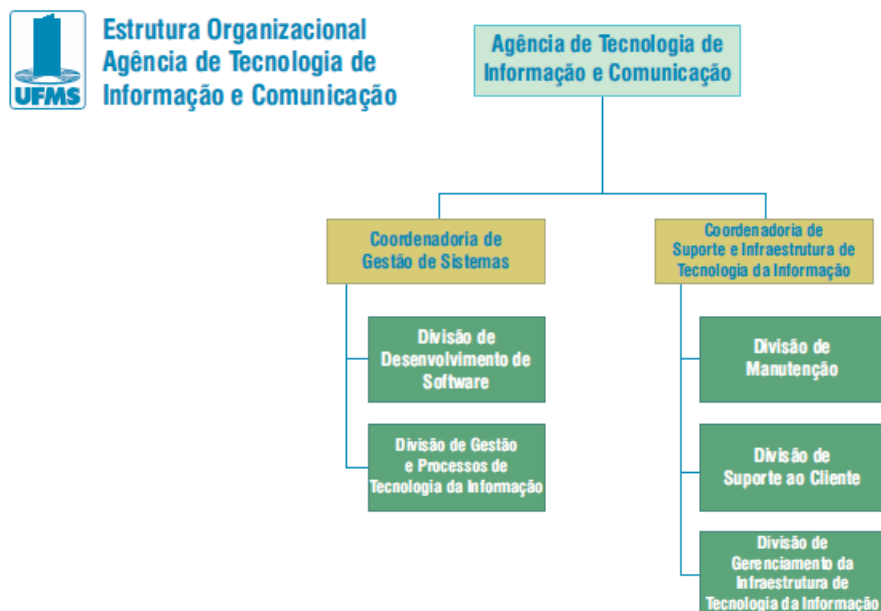 UFMS
Estrutura Organizacional
Agência de Tecnologia de
Informação e Comunicação
Agência de Tecnologia de
Informação e Comunicação
Coordenadoria de
Gestão de Sistemas
Divisão de
Desenvolvimento de
Software
Divisão de Gestão
e Processos de
Tecnologia da Informação
Coordenadoria de
Suporte e Infraestrutura de
Tecnologia da Informação
Divisão de
Manutenção
Divisão de
Suporte ao Cliente
Divisão de
Gerenciamento da
Infraestrutura de
Tecnologia da Informação